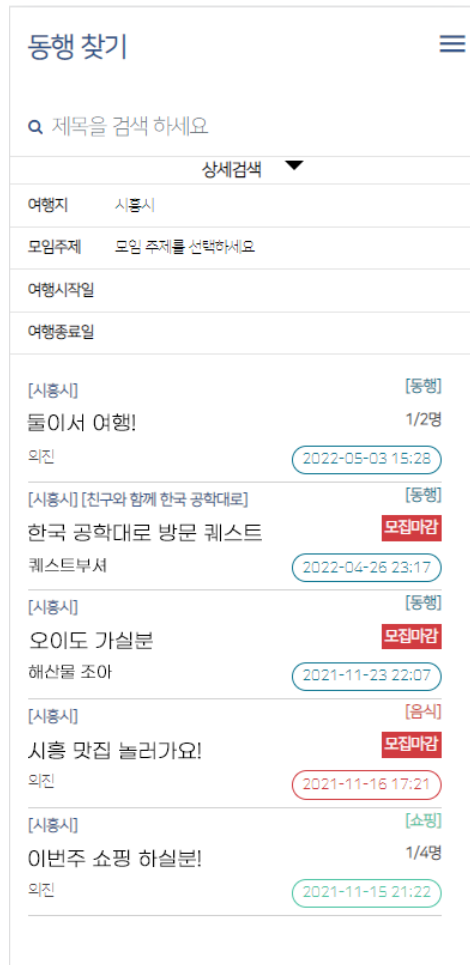 동행 찾기
제목을 검색 하세요
상세검색
여행지 시흥시
모임주제 모임 주제를 선택하세요
여행시작일
여행종료일
[시흥시] [동행]
둘이서 여행! 1/2명
의진 2022-05-03 15:28
[시흥시] [친구와 함께 한국 공학대로] [동행]
한국 공학대로 방문 퀘스트 모집마감
퀘스트부셔 2022-04-26 23:17
[시흥시] [동행]
오이도 가실분 모집마감
해산물 조아 2021-11-23 22:07
[시흥시] [음식]
시흥 맛집 놀러가요! 모집마감
의진 2021-11-16 17:21
[시흥시] [쇼핑]
이번주 쇼핑 하실분! 1/4명
의진 2021-11-15 21:22